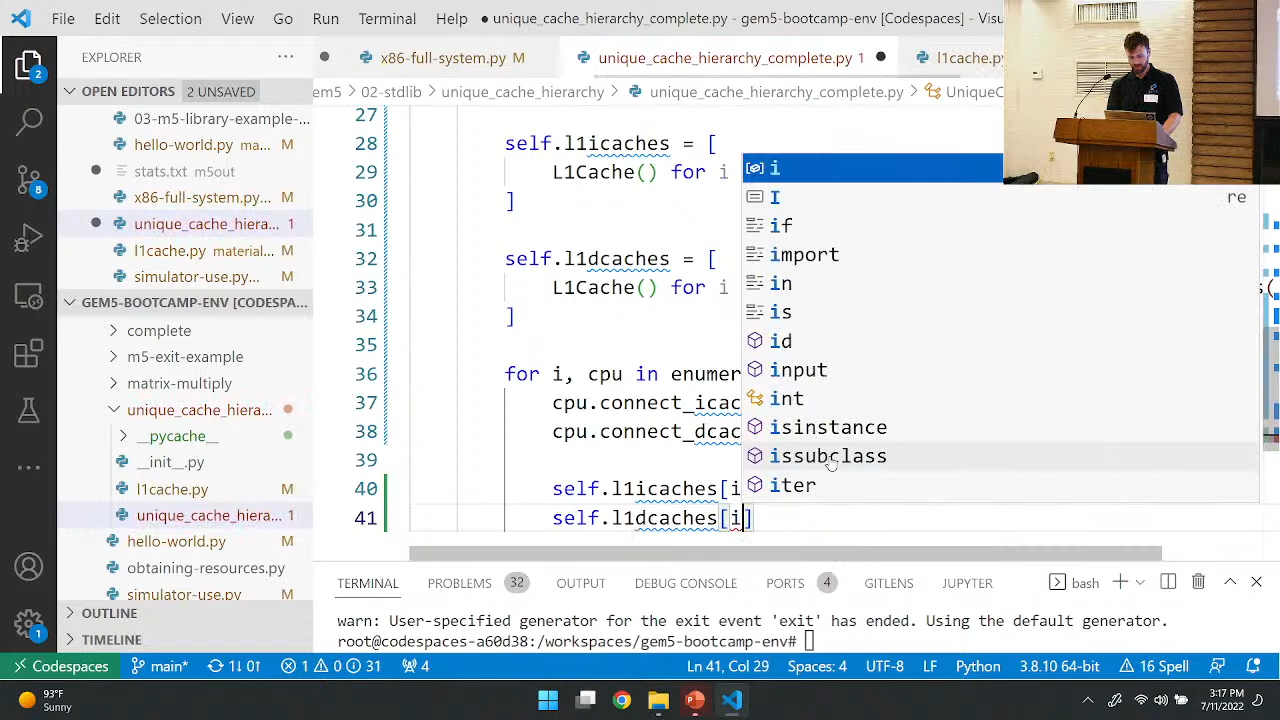 File Edit Selection View Go Run Terminal Help ● unique_cache_hierarchy_complete.py - gem5-bootcamp-env [Codespaces] - Visu
EXPLORER ···
x86-full-system.py M
unique_cache_hierarchy_complete.py 1 ●
l1cache.py
OPEN EDITORS 2 UNSAVED
em5 > 02-stdlib > unique_cache_hierarchy > unique_cache_hierarchy_complete.py > UniqueC
03-m5-library-example-...
hello-world.py ma... M
stats.txt m5out
x86-full-system.py... M
unique_cache_hiera... 1
l1cache.py material... M
simulator-use.py... M
GEM5-BOOTCAMP-ENV [CODESPA...
complete
m5-exit-example
matrix-multiply
unique_cache_hiera...
__pycache__
__init__.py
l1cache.py M
unique_cache_hiera... 1
hello-world.py M
obtaining-resources.py
simulator-use.py M
OUTLINE
TIMELINE
27
28 self.l1icaches = [
29 L1Cache() for i
30 ]
31
32 self.l1dcaches = [
33 L1Cache() for i
34 ]
35
36 for i, cpu in enumer
37 cpu.connect_icac
38 cpu.connect_dcac
39
40 self.l1icaches[i
41 self.l1dcaches[i]
i
I re
if
import
in
is
id
input
int
isinstance
issubclass
iter
s(
TERMINAL PROBLEMS 32 OUTPUT DEBUG CONSOLE PORTS 4 GITLENS JUPYTER bash
warn: User-specified generator for the exit event 'exit' has ended. Using the default generator.
root@codespaces-a60d38:/workspaces/gem5-bootcamp-env#
Codespaces main* 1↓ 0↑ 1 0 31 4 Ln 41, Col 29 Spaces: 4 UTF-8 LF Python 3.8.10 64-bit 16 Spell
93°F
Sunny
3:17 PM
7/11/2022